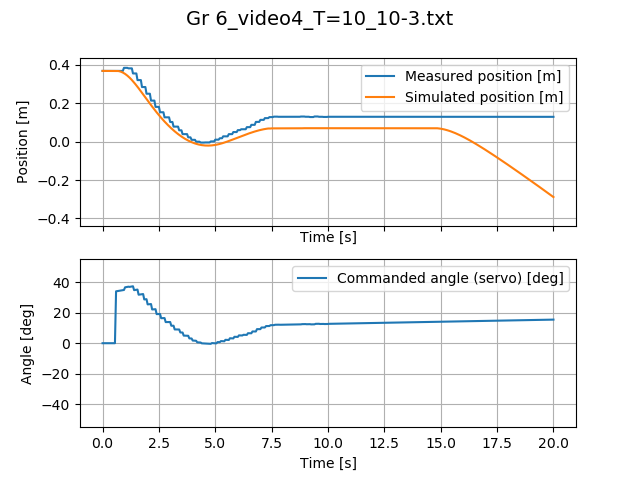 Gr 6_video4_T=10_10-3.txt
Measured position [m]
Simulated position [m]
Position [m]
0.4
0.2
0.0
−0.2
−0.4
Time [s]
Commanded angle (servo) [deg]
Angle [deg]
40
20
0
−20
−40
0.0 2.5 5.0 7.5 10.0 12.5 15.0 17.5 20.0
Time [s]